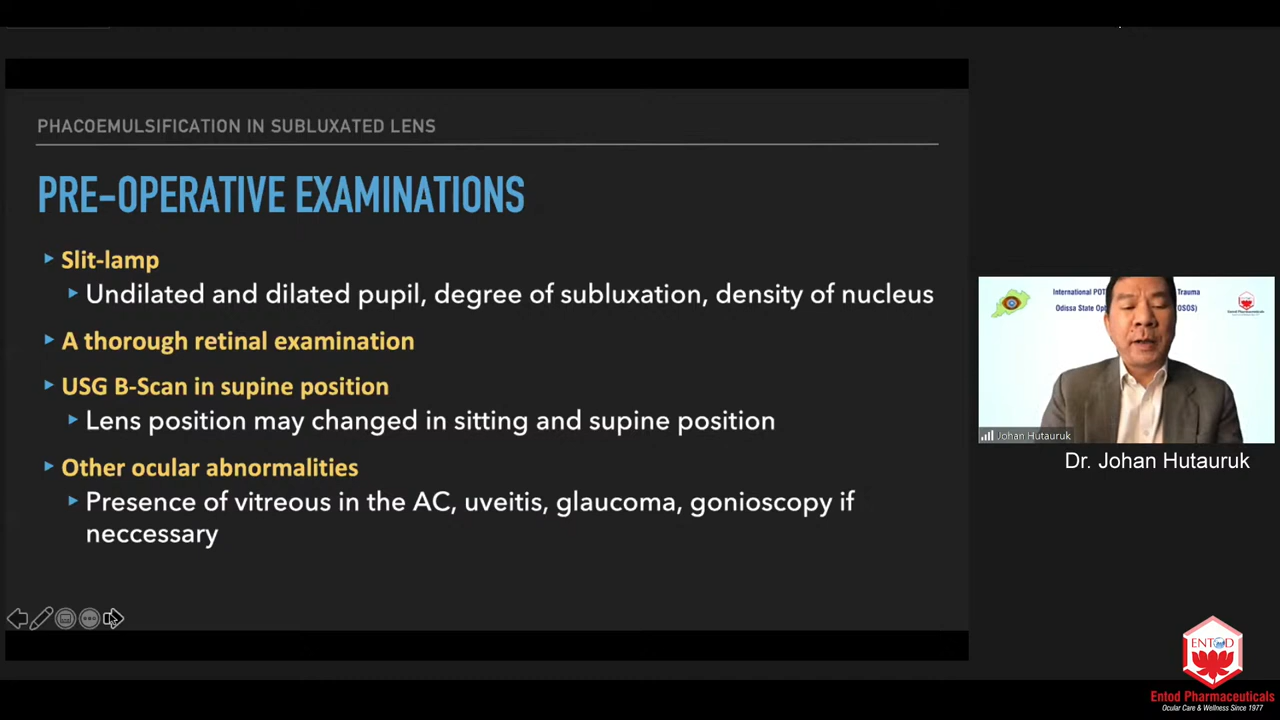 PHACOEMULSIFICATION IN SUBLUXATED LENS
PRE-OPERATIVE EXAMINATIONS
Slit-lamp
Undilated and dilated pupil, degree of subluxation, density of nucleus
A thorough retinal examination
USG B-Scan in supine position
Lens position may changed in sitting and supine position
Other ocular abnormalities
Presence of vitreous in the AC, uveitis, glaucoma, gonioscopy if
neccessary
International POT Trauma
Odissa State Op OSOS)
Johan Hutauruk
Dr. Johan Hutauruk
ENTOD
Entod Pharmaceuticals
Ocular Care & Wellness Since 1977